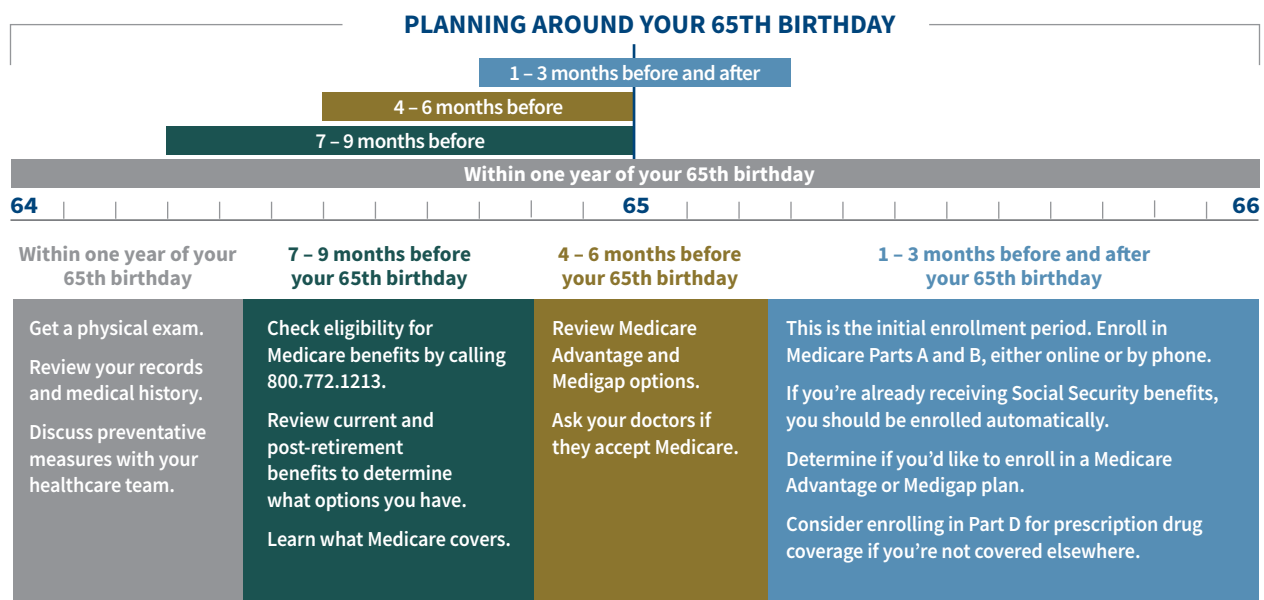 PLANNING AROUND YOUR 65TH BIRTHDAY
1 – 3 months before and after
4 – 6 months before
7 – 9 months before
Within one year of your 65th birthday
64
65
66
Within one year of your
65th birthday
Get a physical exam.
Review your records
and medical history.
Discuss preventative
measures with your
healthcare team.
7 – 9 months before
your 65th birthday
Check eligibility for
Medicare benefits by calling
800.772.1213.
Review current and
post-retirement
benefits to determine
what options you have.
Learn what Medicare covers.
4 – 6 months before
your 65th birthday
Review Medicare
Advantage and
Medigap options.
Ask your doctors if
they accept Medicare.
1 – 3 months before and after
your 65th birthday
This is the initial enrollment period. Enroll in
Medicare Parts A and B, either online or by phone.
If you’re already receiving Social Security benefits,
you should be enrolled automatically.
Determine if you’d like to enroll in a Medicare
Advantage or Medigap plan.
Consider enrolling in Part D for prescription drug
coverage if you’re not covered elsewhere.